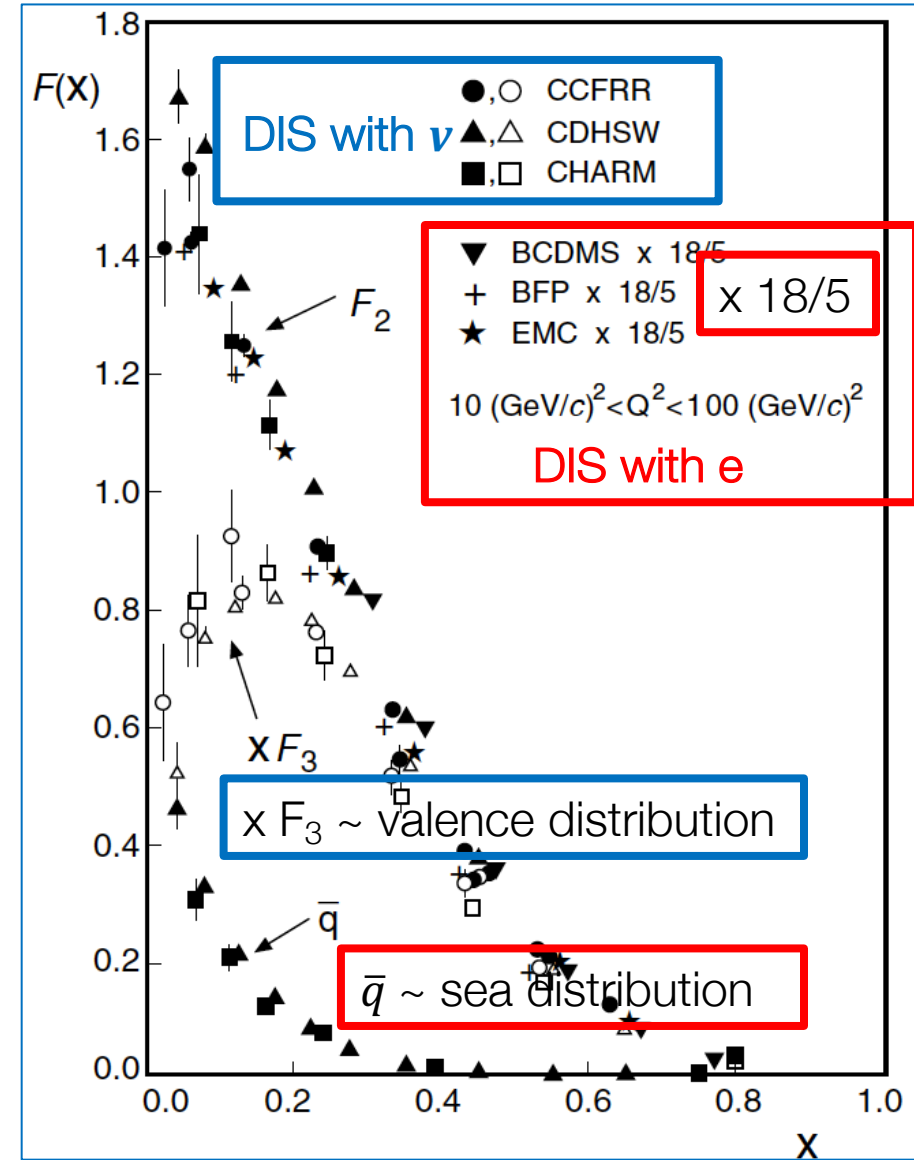 1.8
F(x)
1.6
1.4
1.2
1.0
0.8
0.6
0.4
0.2
0.0
DIS with ν
●,○ CCFRR
▲,△ CDHSW
■,□ CHARM
▼ BCDMS x 18/5
+ BFP x 18/5
★ EMC x 18/5
x 18/5
10 (GeV/c)²<Q²<100 (GeV/c)²
DIS with e
F₂
x F₃
x F₃ ~ valence distribution
q̄
q̄ ~ sea distribution
0.0 0.2 0.4 0.6 0.8 1.0
x